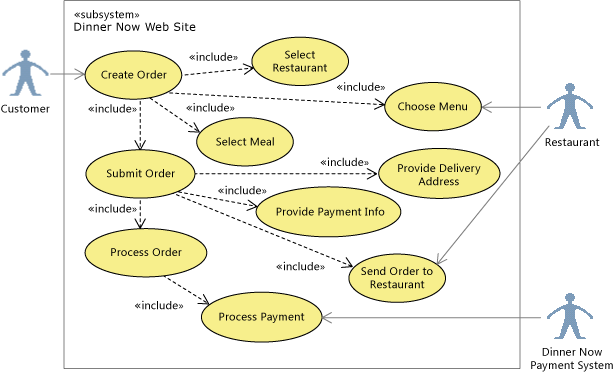 «subsystem»
Dinner Now Web Site
«include»
Select
Restaurant
Create Order
«include»
Choose Menu
Customer
«include»
«include»
Select Meal
Restaurant
«include»
Submit Order
Provide Delivery
Address
«include»
«include»
Provide Payment Info
Process Order
«include»
Send Order to
Restaurant
«include»
Process Payment
Dinner Now
Payment System